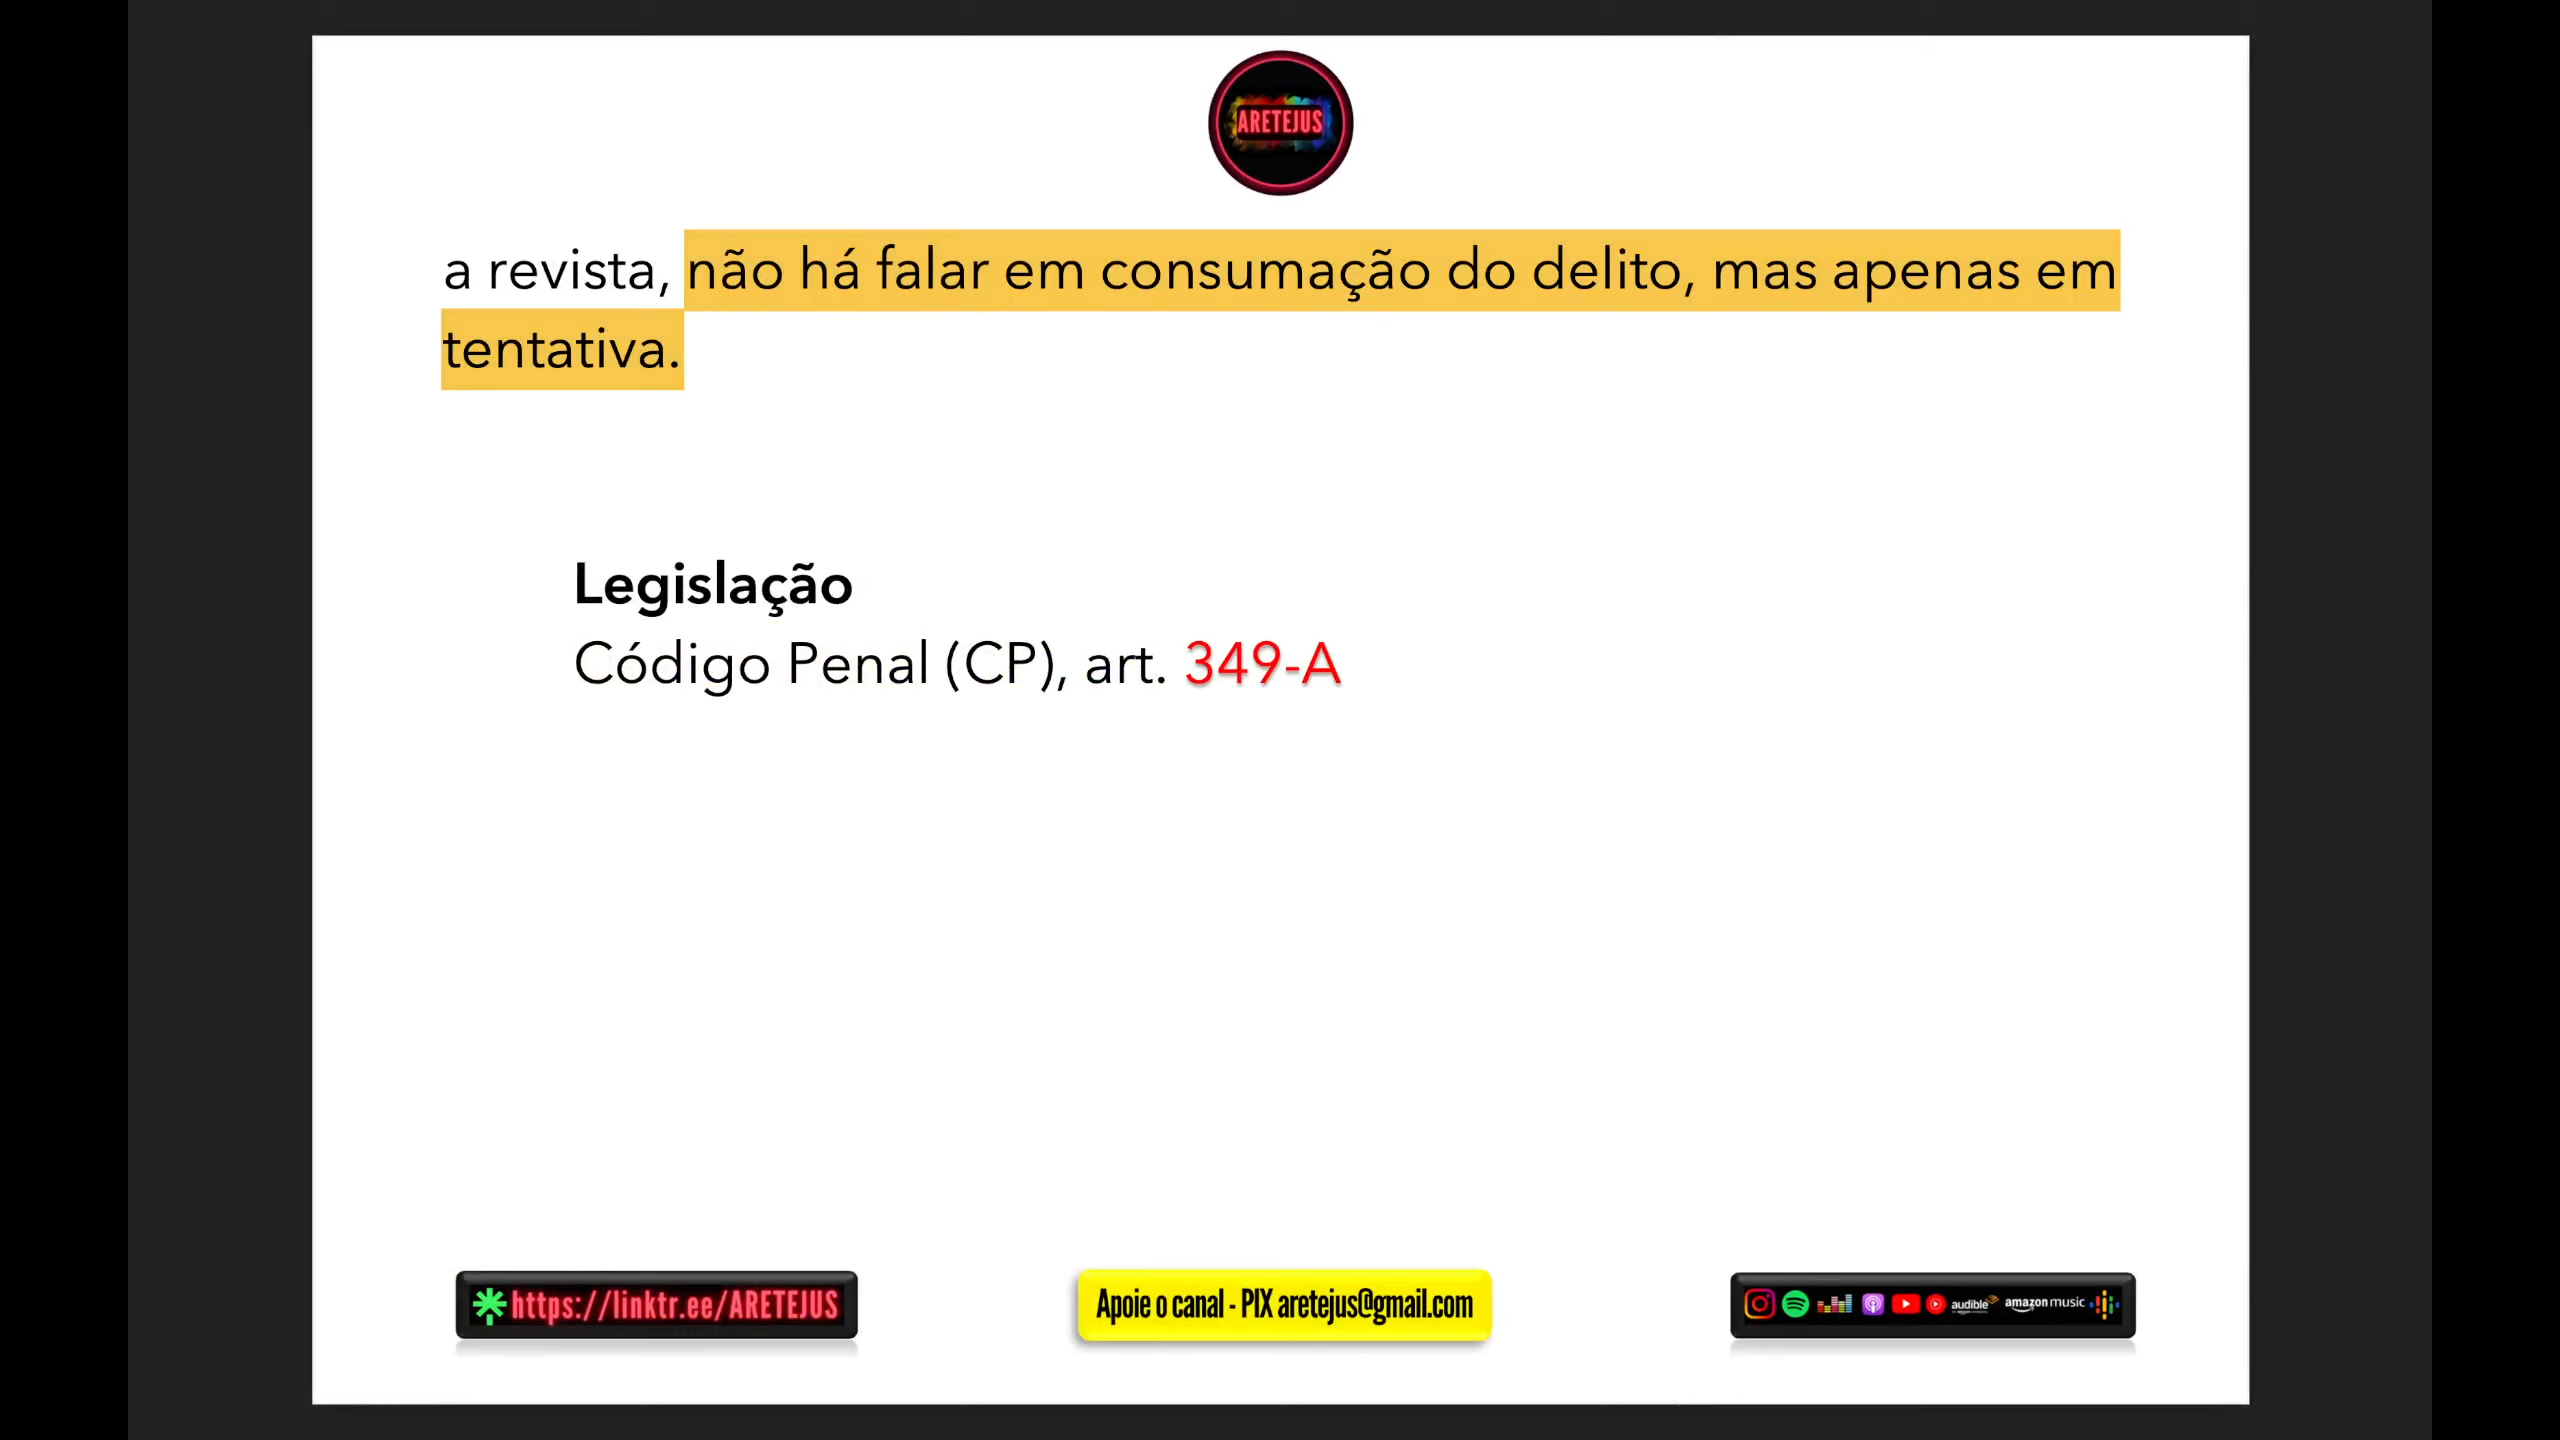 ARETEJUS
a revista, não há falar em consumação do delito, mas apenas em
tentativa.
Legislação
Código Penal (CP), art. 349-A
https://linktr.ee/ARETEJUS
Apoie o canal - PIX aretejus@gmail.com
audible amazon music